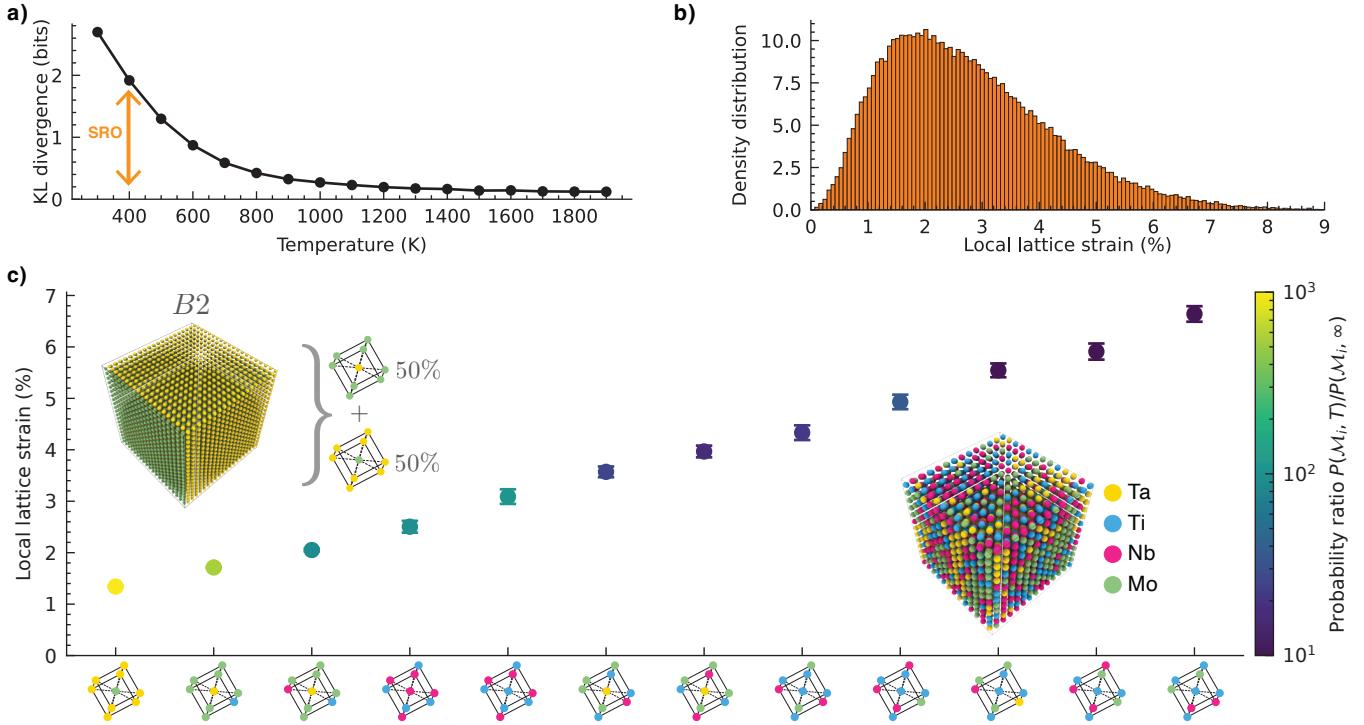 a)
KL divergence (bits)
2
1
0
SRO
400 600 800 1000 1200 1400 1600 1800
Temperature (K)
b)
Density distribution
10.0
7.5
5.0
2.5
0.0
0 1 2 3 4 5 6 7 8 9
Local lattice strain (%)
c)
Local lattice strain (%)
7
6
5
4
3
2
1
0
B2
50%
+
50%
Ta
Ti
Nb
Mo
10³
10²
10¹
Probability ratio P(ℳᵢ, T)/P(ℳᵢ, ∞)